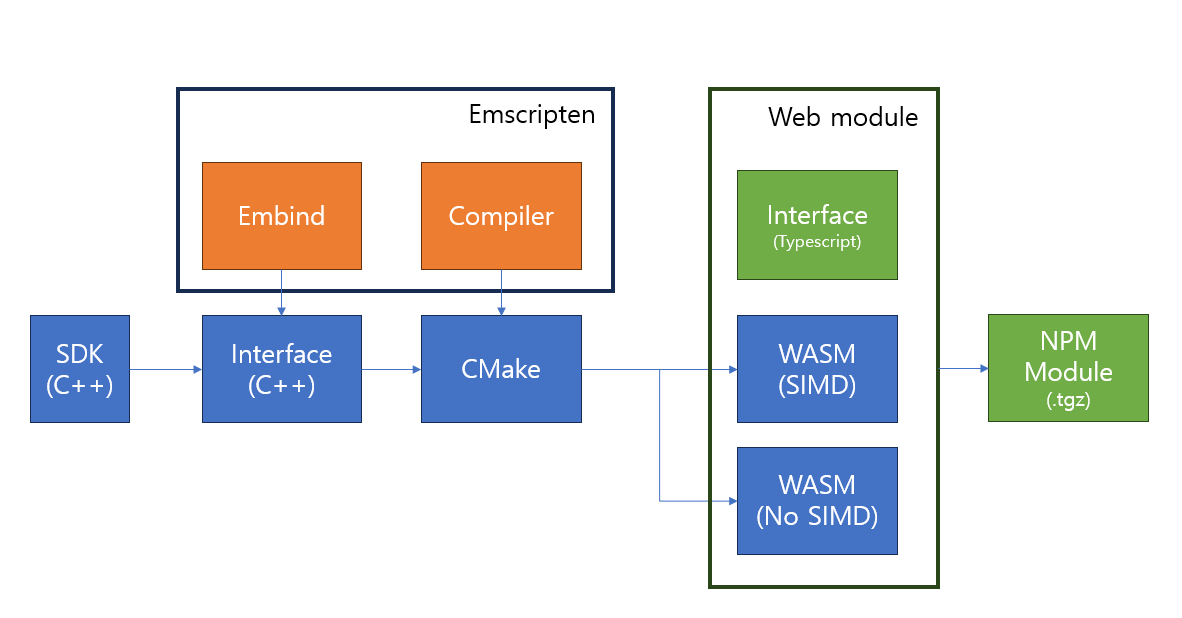 Emscripten
Embind
Compiler
SDK
(C++)
Interface
(C++)
CMake
Web module
Interface
(Typescript)
WASM
(SIMD)
WASM
(No SIMD)
NPM
Module
(.tgz)